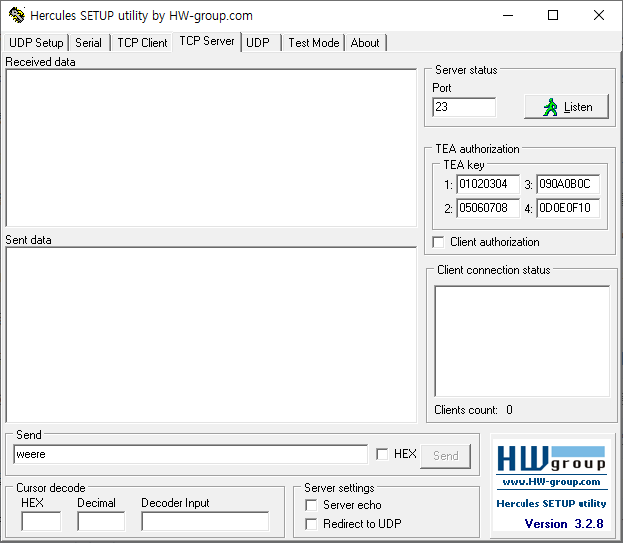 Hercules SETUP utility by HW-group.com
UDP Setup Serial TCP Client TCP Server UDP Test Mode About
Received data
Sent data
Server status
Port
23
Listen
TEA authorization
TEA key
1: 01020304 3: 090A0B0C
2: 05060708 4: 0D0E0F10
Client authorization
Client connection status
Clients count: 0
Send
weere
HEX
Send
Cursor decode
HEX Decimal Decoder Input
Server settings
Server echo
Redirect to UDP
HWgroup
www.HW-group.com
Hercules SETUP utility
Version 3.2.8